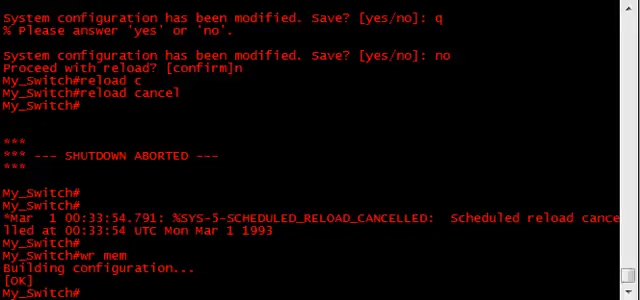 System configuration has been modified. Save? [yes/no]: q
% Please answer 'yes' or 'no'.
System configuration has been modified. Save? [yes/no]: no
Proceed with reload? [confirm]n
My_Switch#reload c
My_Switch#reload cancel
My_Switch#
***
*** --- SHUTDOWN ABORTED ---
***
My_Switch#
My_Switch#
*Mar  1 00:33:54.791: %SYS-5-SCHEDULED_RELOAD_CANCELLED:  Scheduled reload cance
lled at 00:33:54 UTC Mon Mar 1 1993
My_Switch#
My_Switch#wr mem
Building configuration...
[OK]
My_Switch#